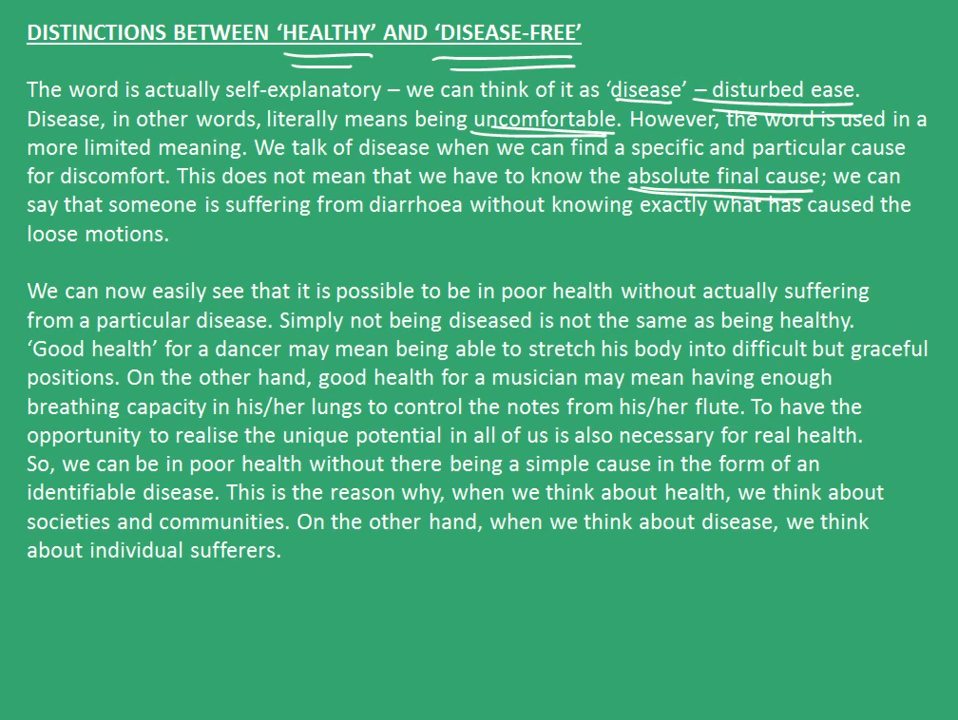 DISTINCTIONS BETWEEN ‘HEALTHY’ AND ‘DISEASE-FREE’
The word is actually self-explanatory – we can think of it as ‘disease’ – disturbed ease.
Disease, in other words, literally means being uncomfortable. However, the word is used in a
more limited meaning. We talk of disease when we can find a specific and particular cause
for discomfort. This does not mean that we have to know the absolute final cause; we can
say that someone is suffering from diarrhoea without knowing exactly what has caused the
loose motions.
We can now easily see that it is possible to be in poor health without actually suffering
from a particular disease. Simply not being diseased is not the same as being healthy.
‘Good health’ for a dancer may mean being able to stretch his body into difficult but graceful
positions. On the other hand, good health for a musician may mean having enough
breathing capacity in his/her lungs to control the notes from his/her flute. To have the
opportunity to realise the unique potential in all of us is also necessary for real health.
So, we can be in poor health without there being a simple cause in the form of an
identifiable disease. This is the reason why, when we think about health, we think about
societies and communities. On the other hand, when we think about disease, we think
about individual sufferers.